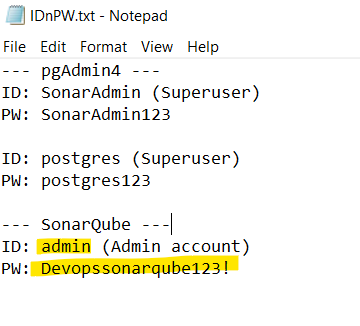 IDnPW.txt - Notepad
File Edit Format View Help
--- pgAdmin4 ---
ID: SonarAdmin (Superuser)
PW: SonarAdmin123
ID: postgres (Superuser)
PW: postgres123
--- SonarQube ---
ID: admin (Admin account)
PW: Devopssonarqube123!